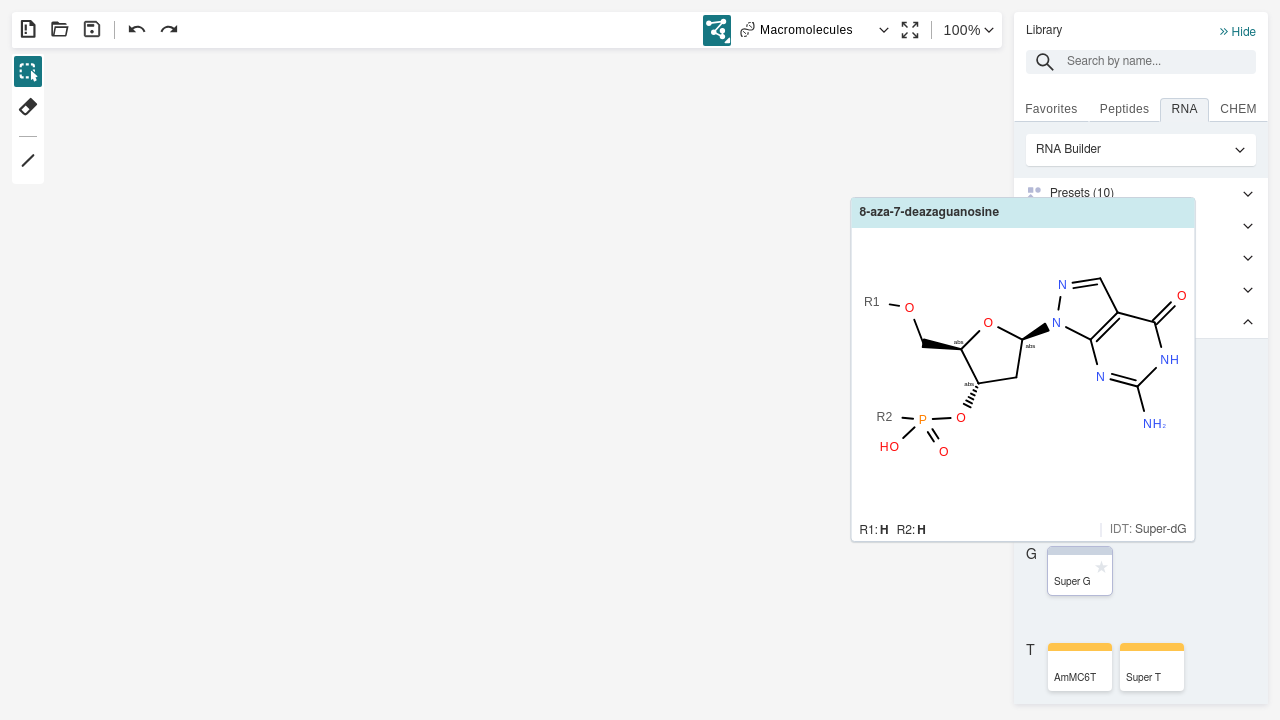 Macromolecules
100%
Library
Hide
Search by name...
Favorites
Peptides
RNA
CHEM
RNA Builder
Presets (10)
8-aza-7-deazaguanosine
R1
O
O
abs
abs
abs
N
N
O
NH
N
NH₂
R2
P
O
HO
O
R1: H R2: H
IDT: Super-dG
G
Super G
T
AmMC6T
Super T